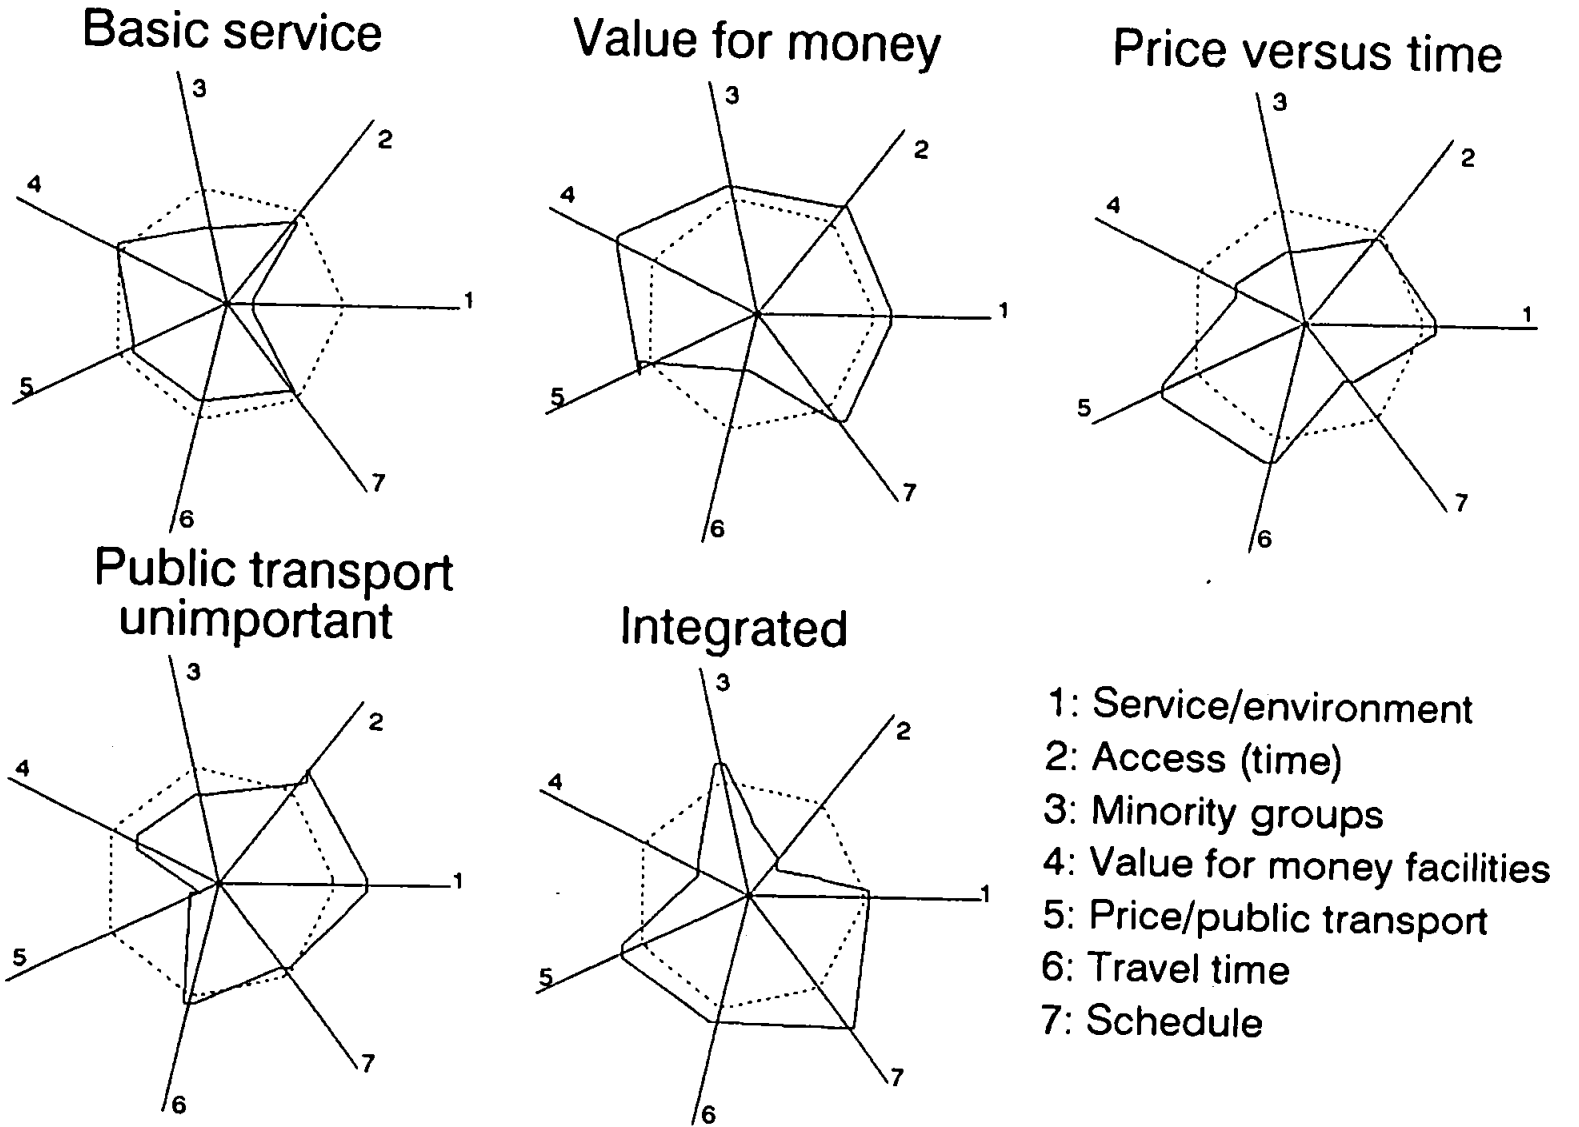 Basic service
Value for money
Price versus time
3
2
4
1
5
6
7
3
2
4
1
5
6
7
3
2
4
1
5
6
7
Public transport
unimportant
Integrated
3
2
4
1
5
6
7
3
2
4
1
5
6
7
1: Service/environment
2: Access (time)
3: Minority groups
4: Value for money facilities
5: Price/public transport
6: Travel time
7: Schedule